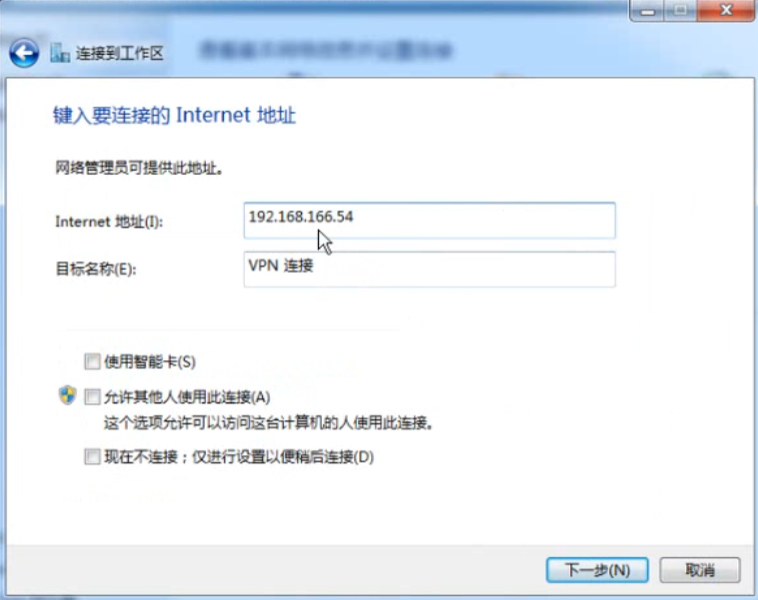 连接到工作区
键入要连接的 Internet 地址
网络管理员可提供此地址。
Internet 地址(I):
192.168.166.54
目标名称(E):
VPN 连接
使用智能卡(S)
允许其他人使用此连接(A)
这个选项允许可以访问这台计算机的人使用此连接。
现在不连接；仅进行设置以便稍后连接(D)
下一步(N)
取消